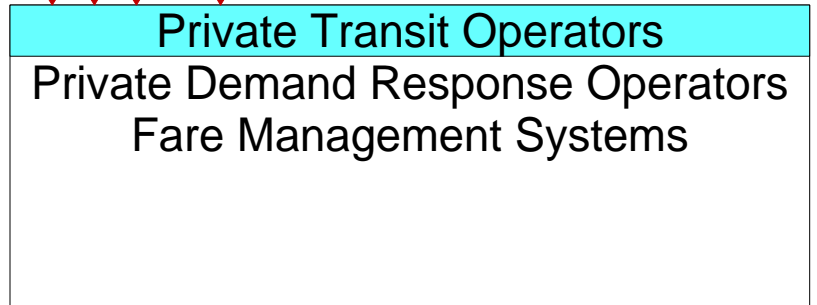 Private Transit Operators
Private Demand Response Operators
Fare Management Systems